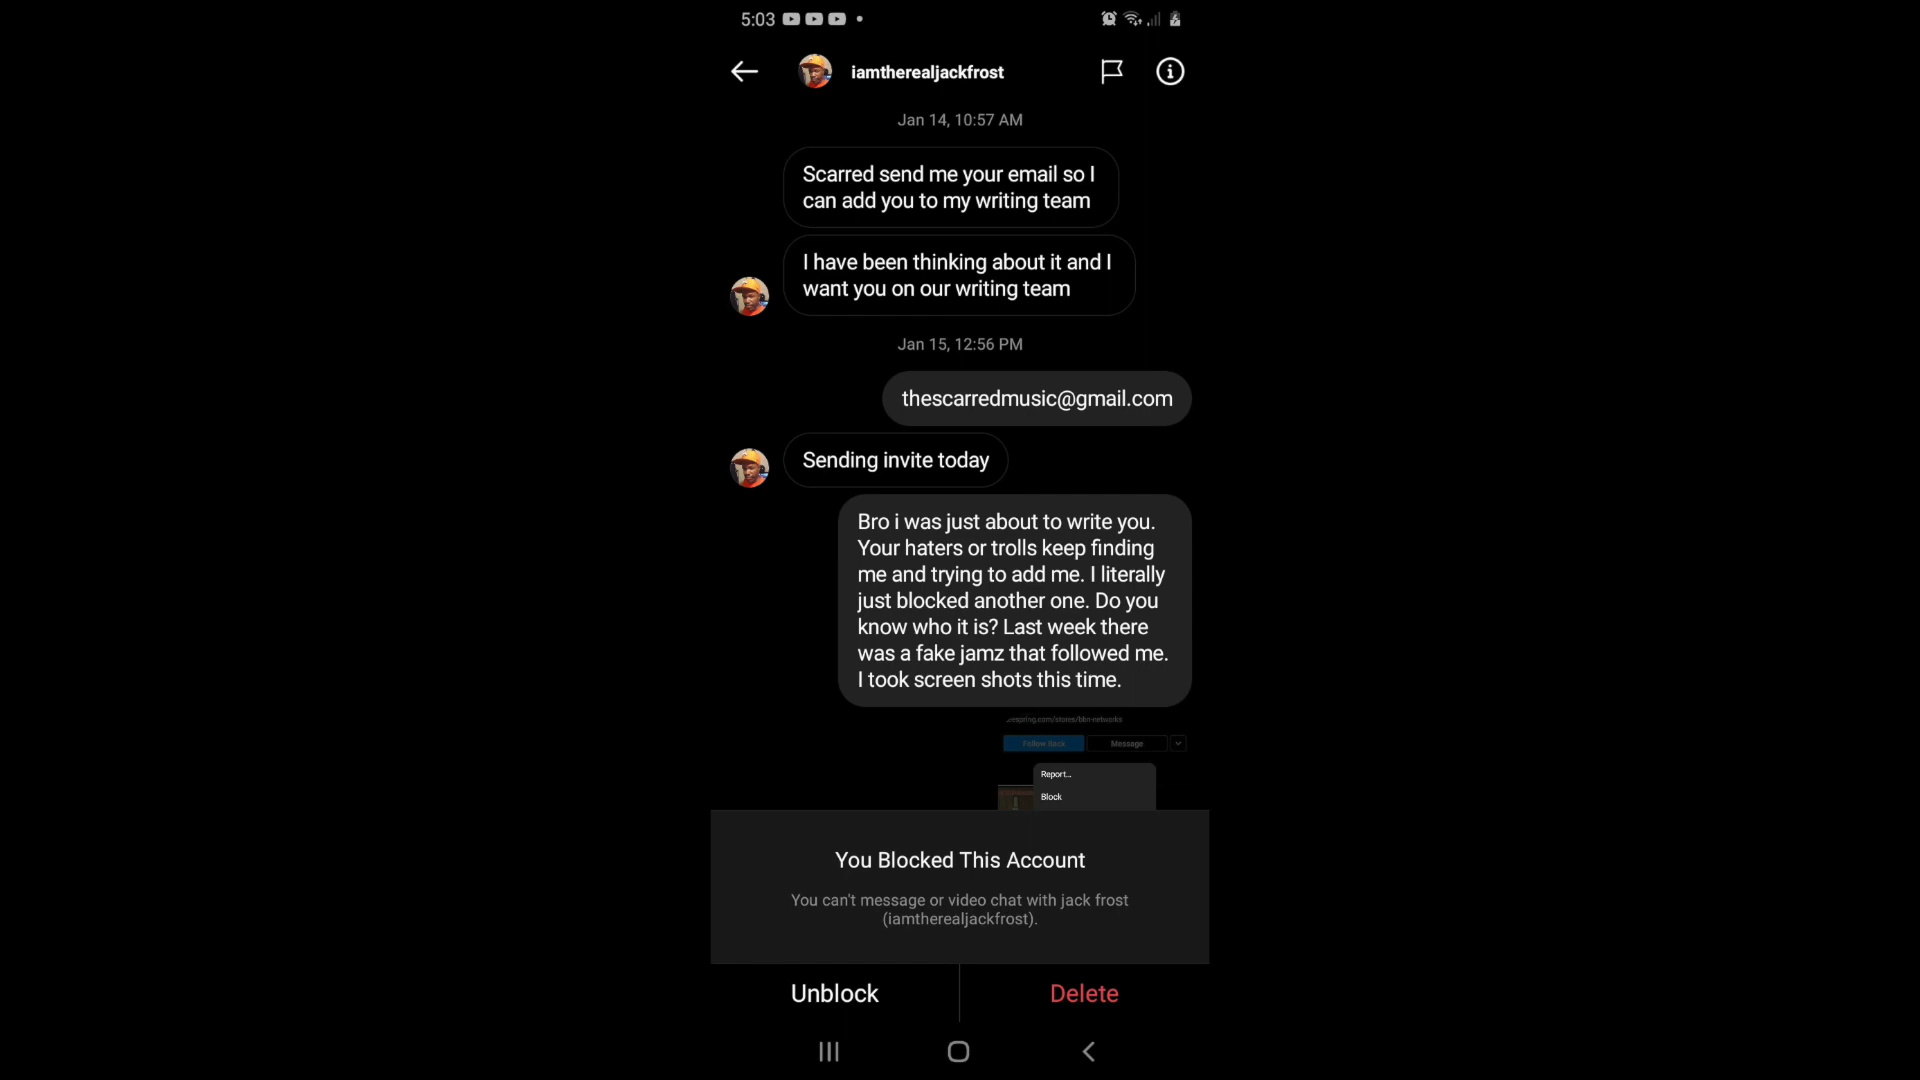 5:03
iamtherealjackfrost
Jan 14, 10:57 AM
Scarred send me your email so I
can add you to my writing team
I have been thinking about it and I
want you on our writing team
Jan 15, 12:56 PM
thescarredmusic@gmail.com
Sending invite today
Bro i was just about to write you.
Your haters or trolls keep finding
me and trying to add me. I literally
just blocked another one. Do you
know who it is? Last week there
was a fake jamz that followed me.
I took screen shots this time.
Follow Back Message
Report...
Block
You Blocked This Account
You can't message or video chat with jack frost
(iamtherealjackfrost).
Unblock
Delete